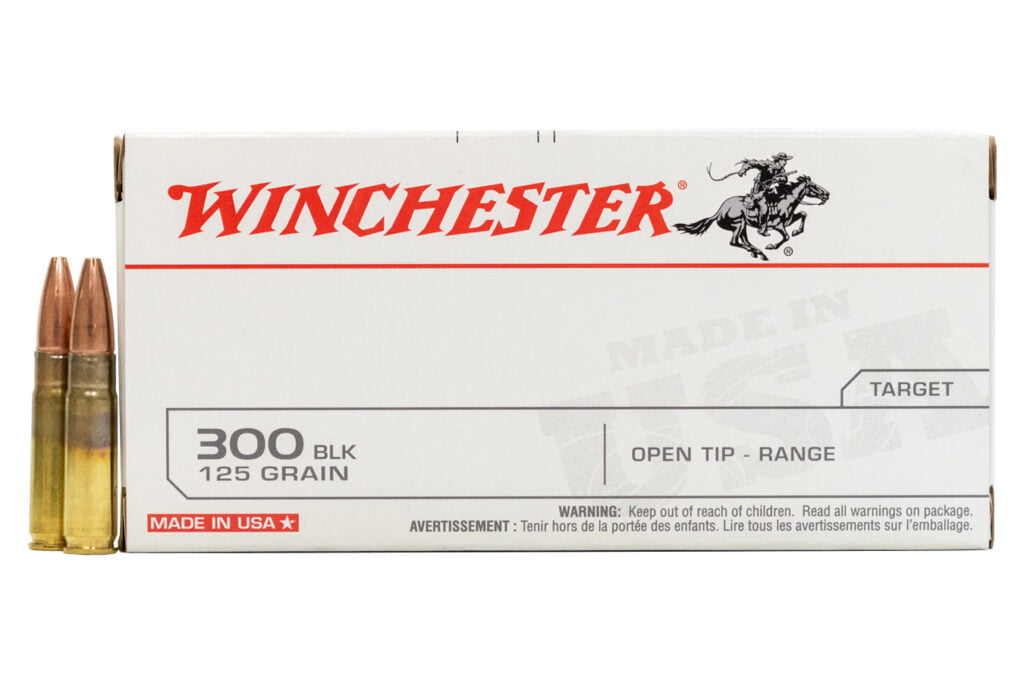 WINCHESTER®
®
MADE IN
USA
TARGET
300 BLK
125 GRAIN
OPEN TIP - RANGE
WARNING: Keep out of reach of children. Read all warnings on package.
MADE IN USA ★
AVERTISSEMENT : Tenir hors de la portée des enfants. Lire tous les avertissements sur l'emballage.